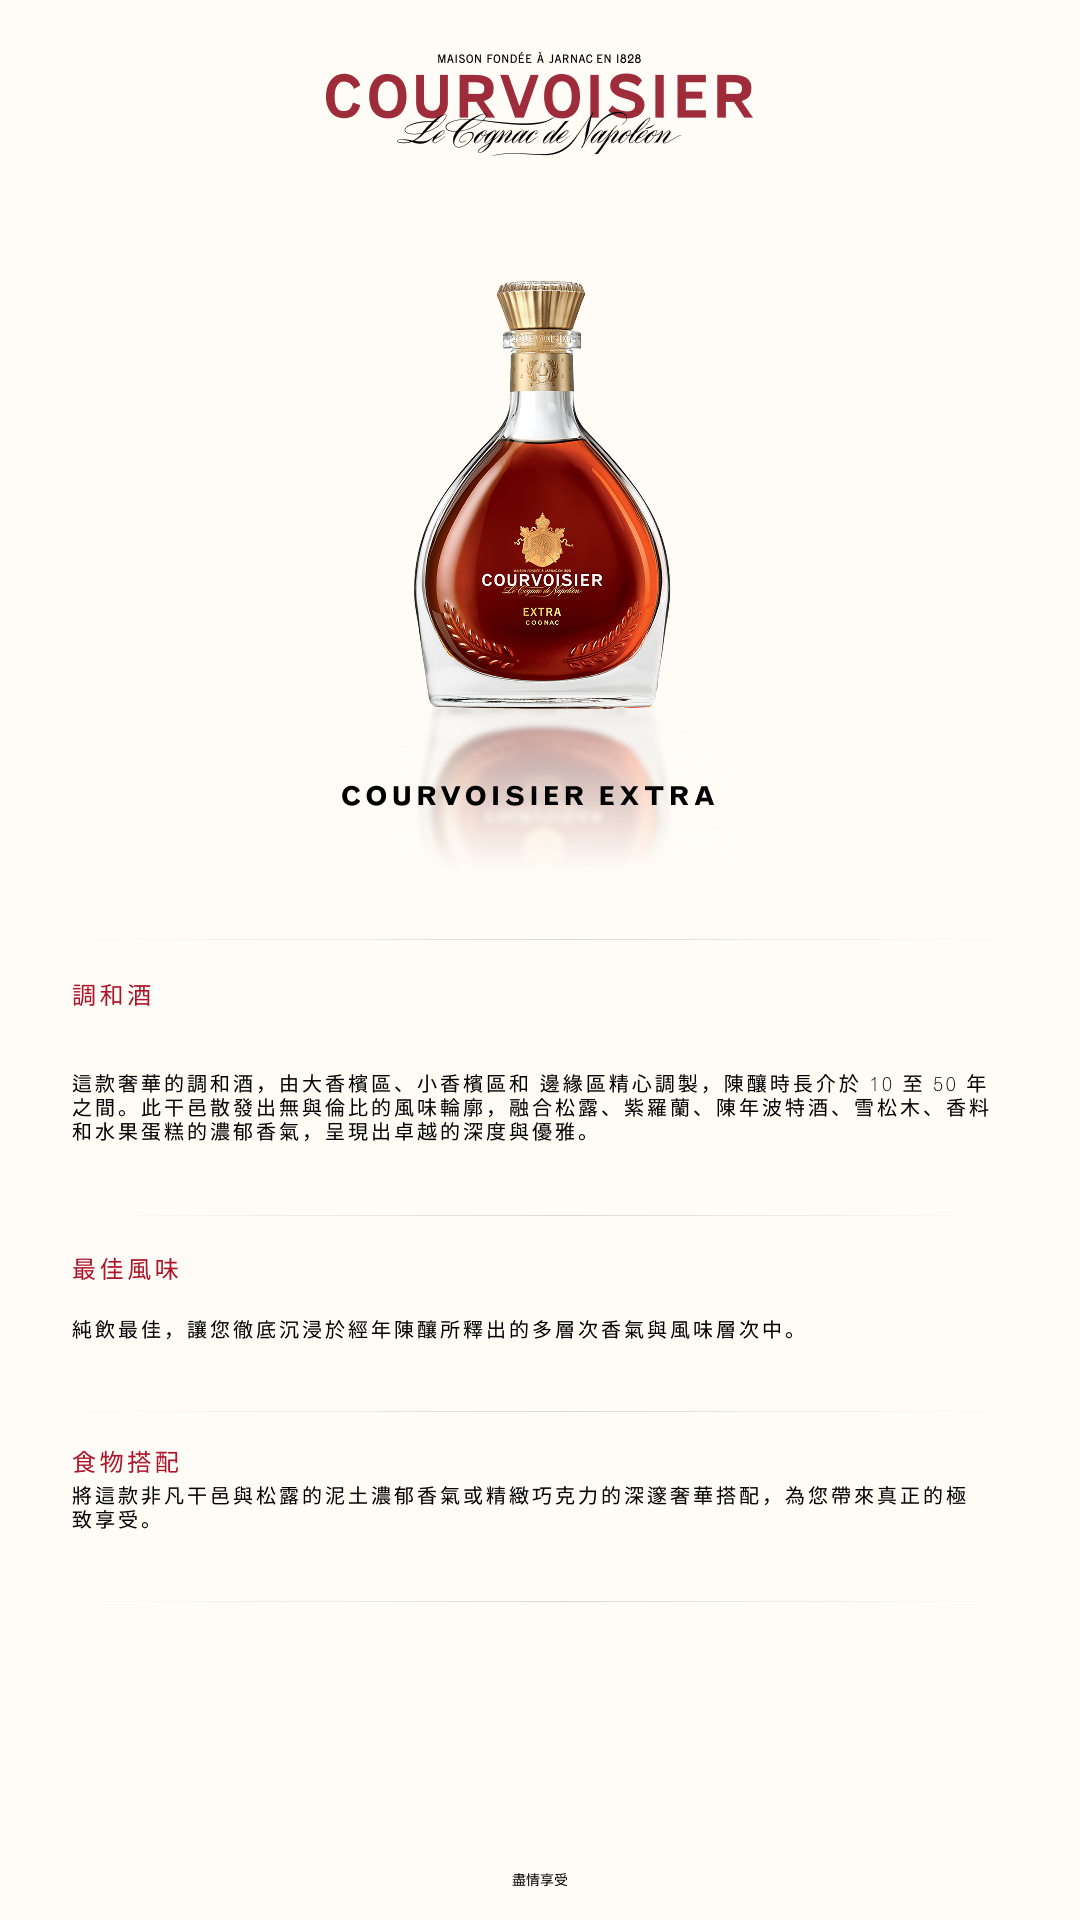 MAISON FONDÉE À JARNAC EN 1828
COURVOISIER
Le Cognac de Napoléon
COURVOISIER
MAISON FONDÉE À JARNAC EN 1828
COURVOISIER
Le Cognac de Napoléon
EXTRA
COGNAC
COURVOISIER EXTRA
調和酒
這款奢華的調和酒，由大香檳區、小香檳區和 邊緣區精心調製，陳釀時長介於 10 至 50 年
之間。此干邑散發出無與倫比的風味輪廓，融合松露、紫羅蘭、陳年波特酒、雪松木、香料
和水果蛋糕的濃郁香氣，呈現出卓越的深度與優雅。
最佳風味
純飲最佳，讓您徹底沉浸於經年陳釀所釋出的多層次香氣與風味層次中。
食物搭配
將這款非凡干邑與松露的泥土濃郁香氣或精緻巧克力的深邃奢華搭配，為您帶來真正的極
致享受。
盡情享受